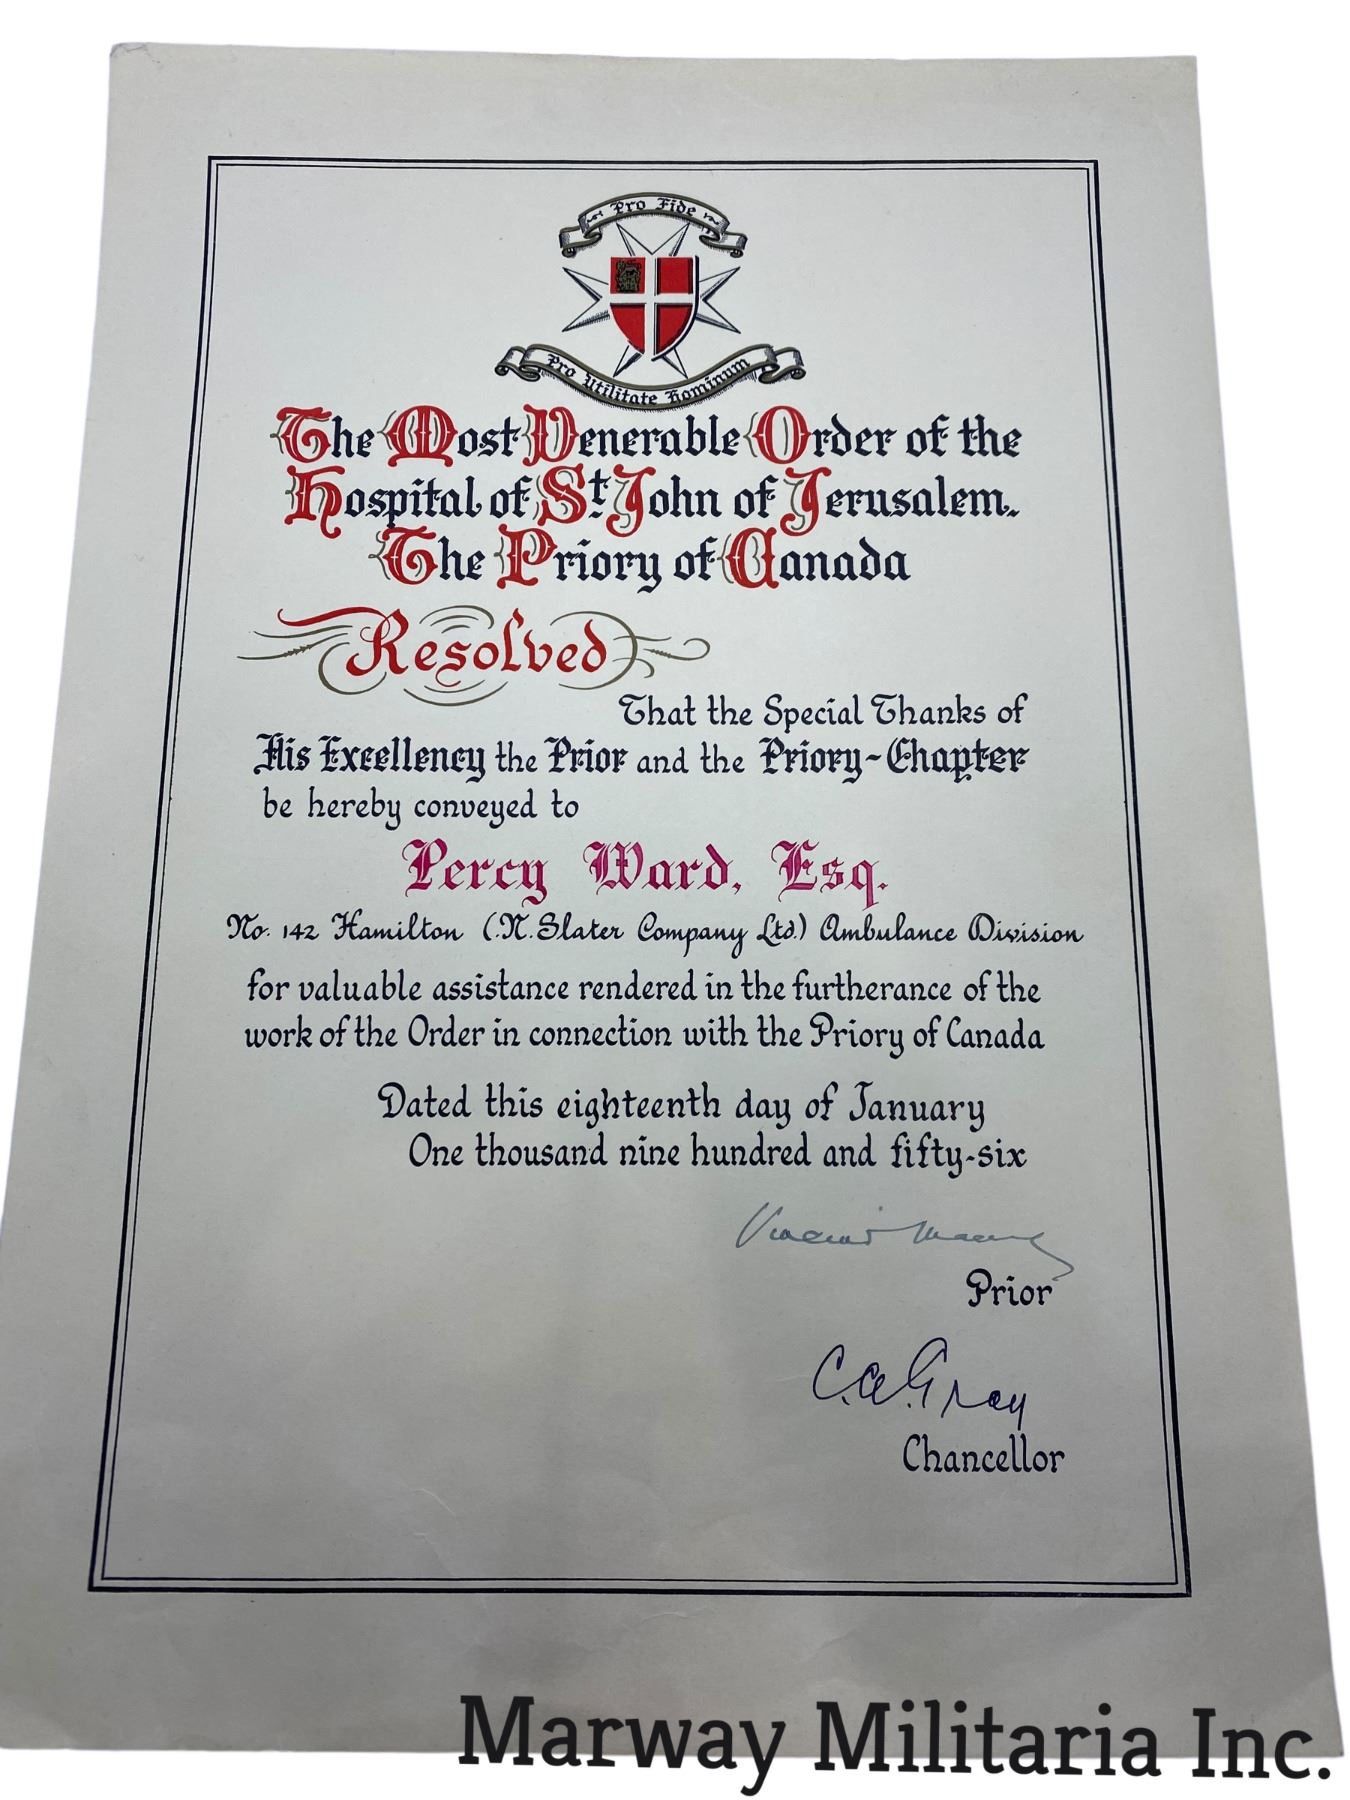 Pro Fide
Pro Utilitate Hominum
The Most Venerable Order of the
Hospital of St. John of Jerusalem.
The Priory of Canada
Resolved
That the Special Thanks of
His Excellency the Prior and the Priory-Chapter
be hereby conveyed to
Percy Ward, Esq.
No. 142 Hamilton (N. Slater Company Ltd.) Ambulance Division
for valuable assistance rendered in the furtherance of the
work of the Order in connection with the Priory of Canada
Dated this eighteenth day of January
One thousand nine hundred and fifty-six
Vincent Massey
Prior
C.A. Gray
Chancellor
Marway Militaria Inc.